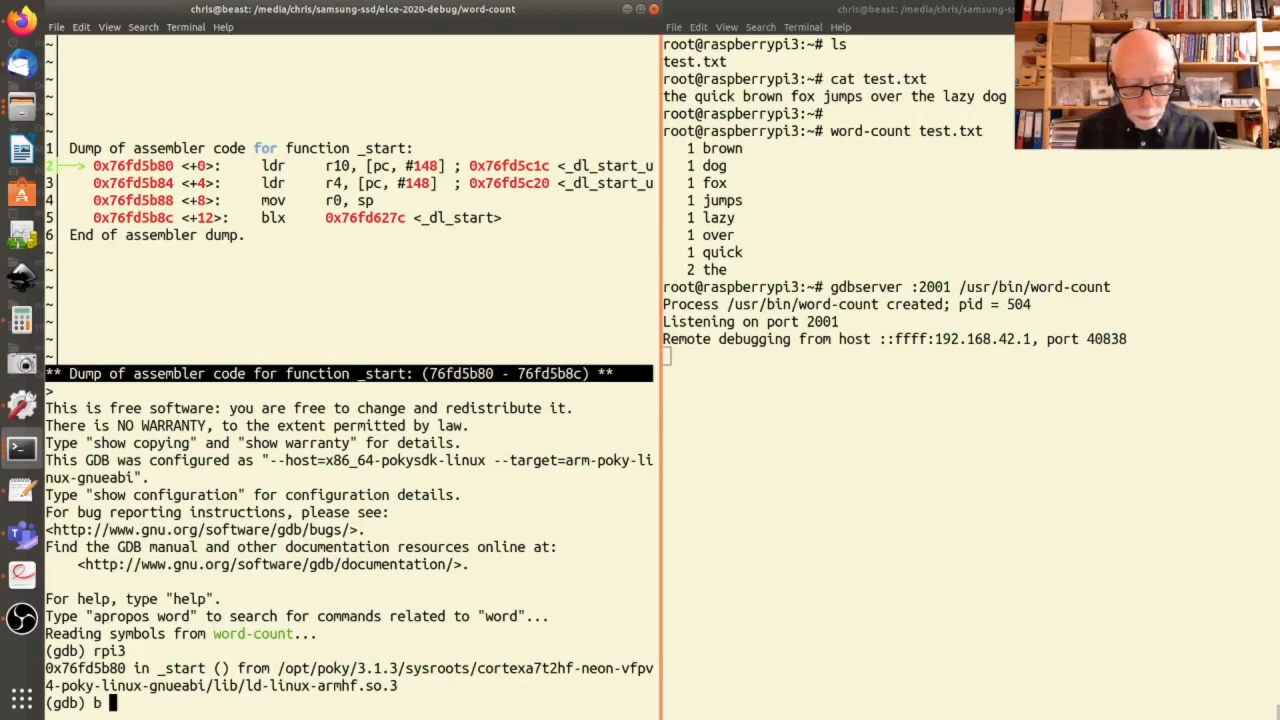 chris@beast: /media/chris/samsung-ssd/elce-2020-debug/word-count
File Edit View Search Terminal Help
~
~
~
~
~
~
1 Dump of assembler code for function _start:
2 0x76fd5b80 <+0>: ldr r10, [pc, #148] ; 0x76fd5c1c <_dl_start_u
3 0x76fd5b84 <+4>: ldr r4, [pc, #148] ; 0x76fd5c20 <_dl_start_u
4 0x76fd5b88 <+8>: mov r0, sp
5 0x76fd5b8c <+12>: blx 0x76fd627c <_dl_start>
6 End of assembler dump.
~
~
~
~
~
~
~
** Dump of assembler code for function _start: (76fd5b80 - 76fd5b8c) **
>
This is free software: you are free to change and redistribute it.
There is NO WARRANTY, to the extent permitted by law.
Type "show copying" and "show warranty" for details.
This GDB was configured as "--host=x86_64-pokysdk-linux --target=arm-poky-li
nux-gnueabi".
Type "show configuration" for configuration details.
For bug reporting instructions, please see:
<http://www.gnu.org/software/gdb/bugs/>.
Find the GDB manual and other documentation resources online at:
<http://www.gnu.org/software/gdb/documentation/>.
For help, type "help".
Type "apropos word" to search for commands related to "word"...
Reading symbols from word-count...
(gdb) rpi3
0x76fd5b80 in _start () from /opt/poky/3.1.3/sysroots/cortexa7t2hf-neon-vfpv
4-poky-linux-gnueabi/lib/ld-linux-armhf.so.3
(gdb) b
chris@beast: /media/chris/samsung-ss
File Edit View Search Terminal Help
root@raspberrypi3:~# ls
test.txt
root@raspberrypi3:~# cat test.txt
the quick brown fox jumps over the lazy dog
root@raspberrypi3:~#
root@raspberrypi3:~# word-count test.txt
1 brown
1 dog
1 fox
1 jumps
1 lazy
1 over
1 quick
2 the
root@raspberrypi3:~# gdbserver :2001 /usr/bin/word-count
Process /usr/bin/word-count created; pid = 504
Listening on port 2001
Remote debugging from host ::ffff:192.168.42.1, port 40838